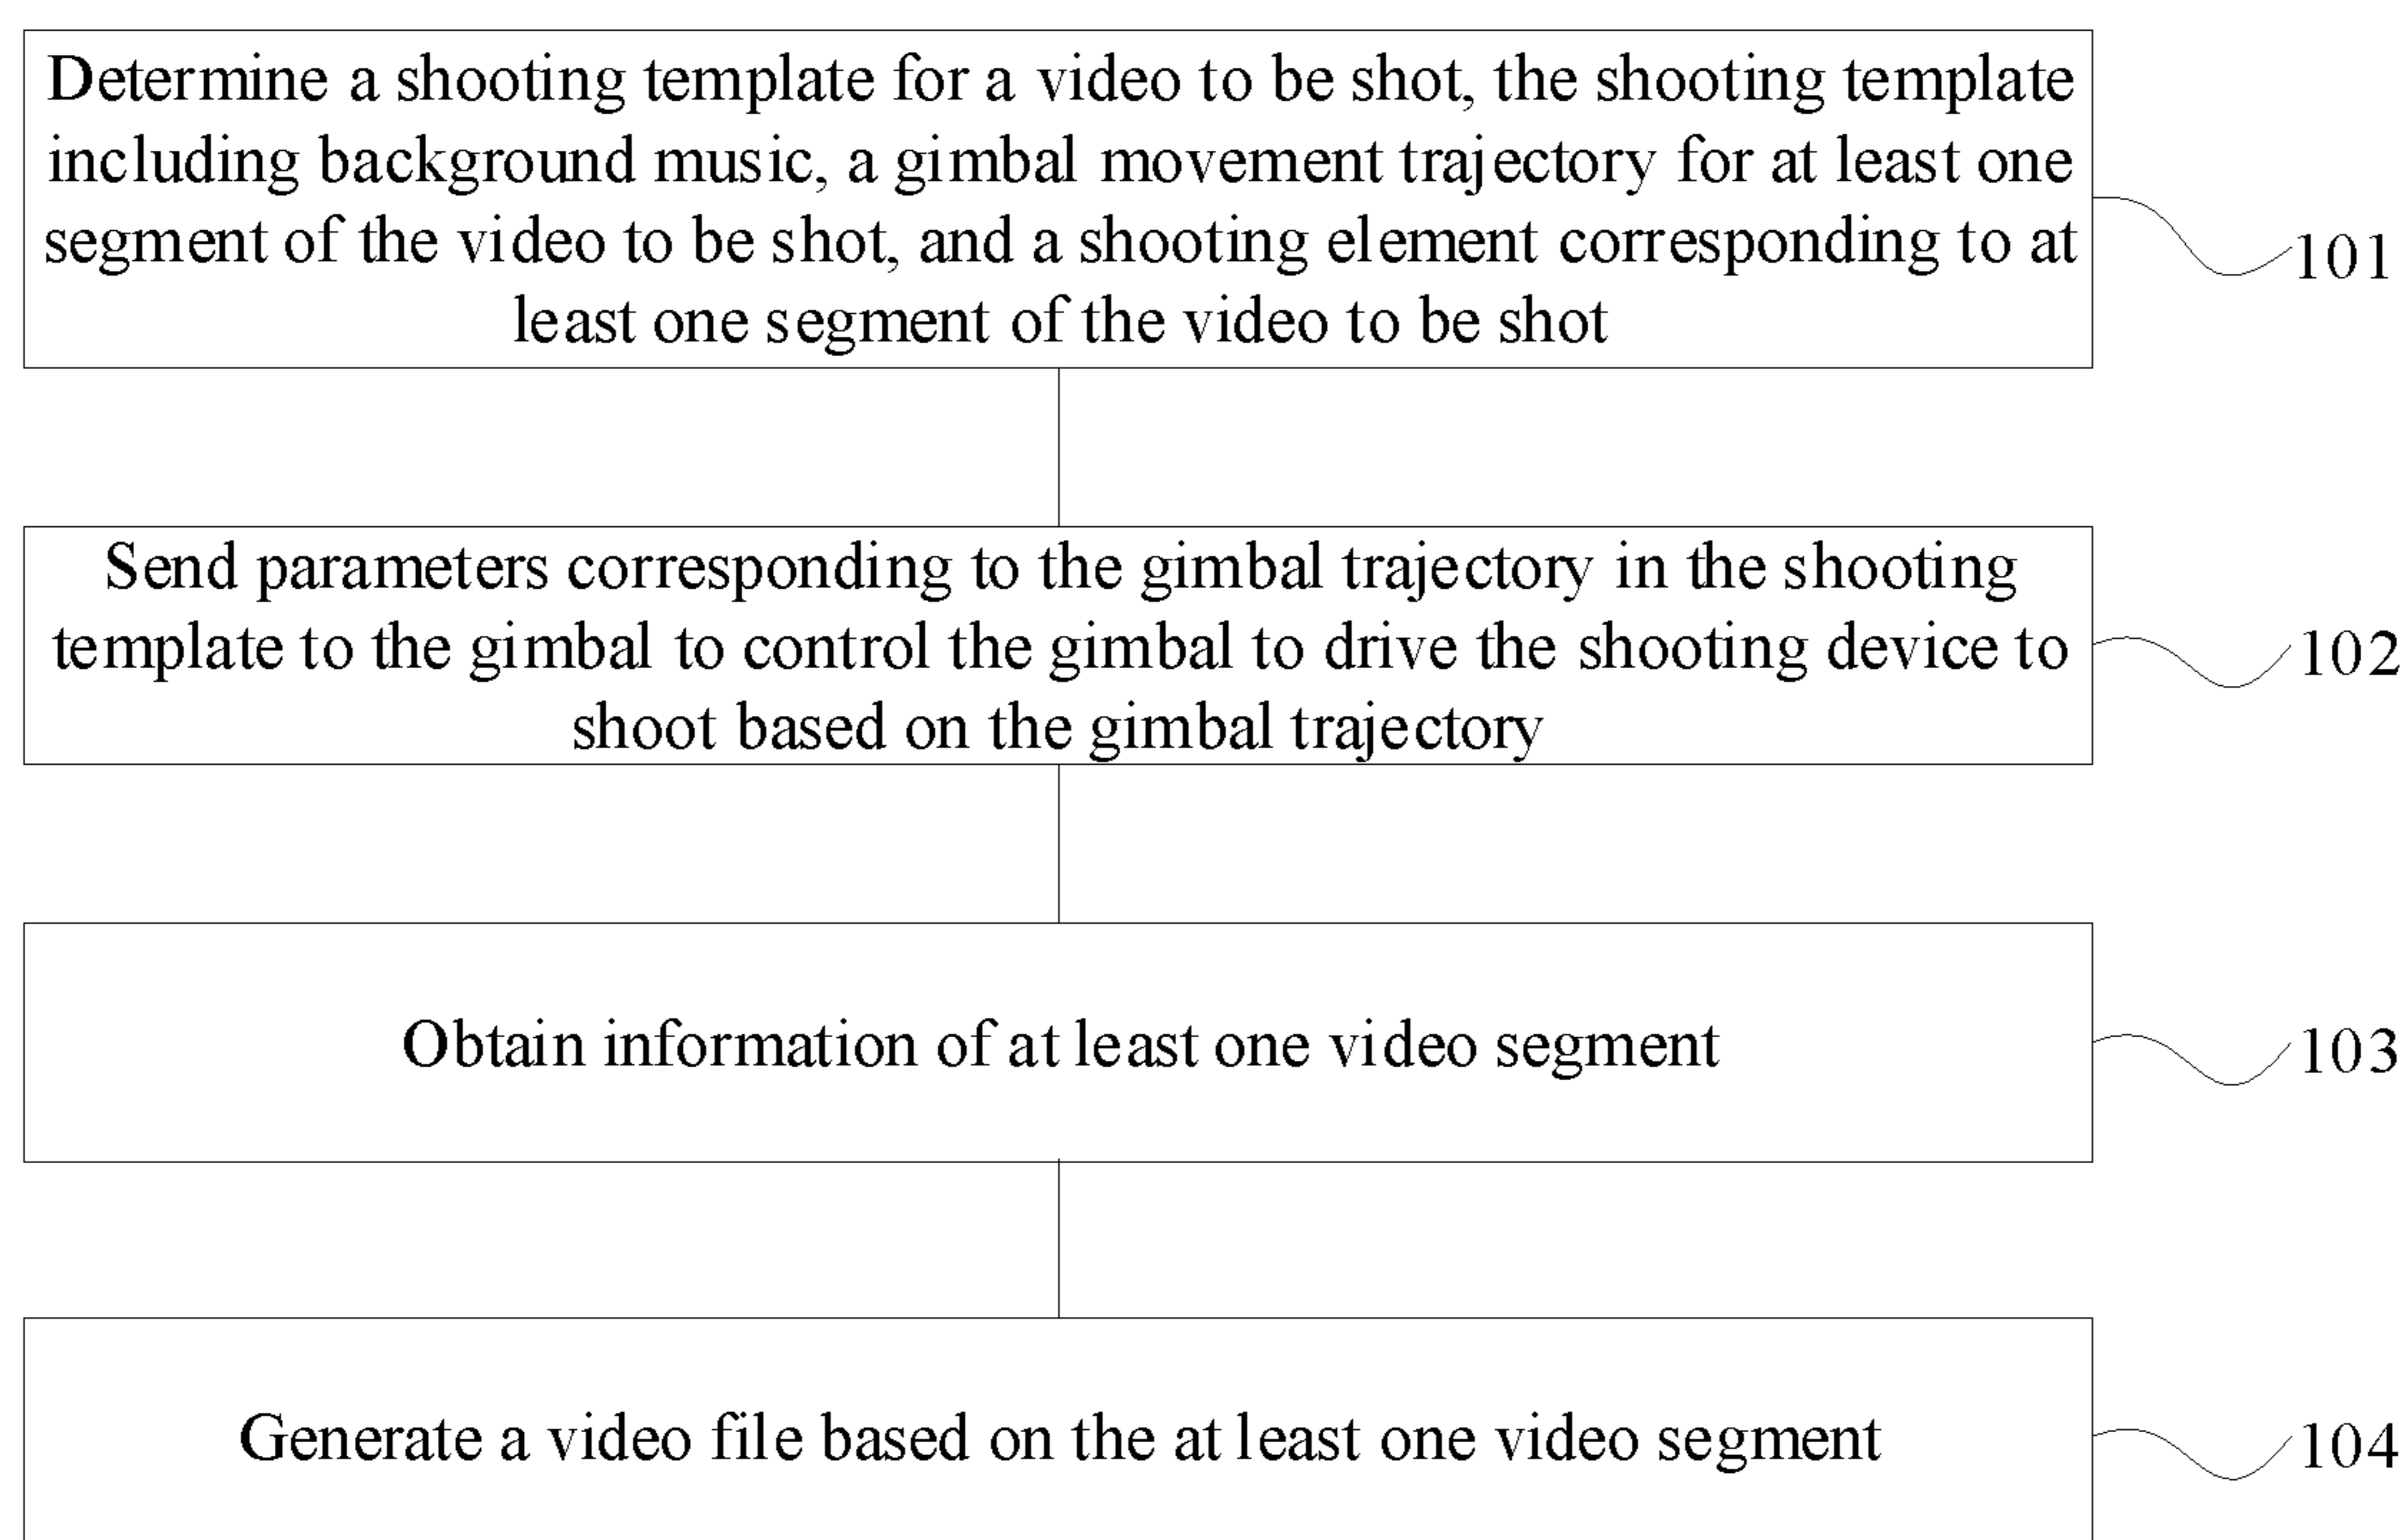 Determine a shooting template for a video to be shot, the shooting template
including background music, a gimbal movement trajectory for at least one
segment of the video to be shot, and a shooting element corresponding to at
least one segment of the video to be shot
101
Send parameters corresponding to the gimbal trajectory in the shooting
template to the gimbal to control the gimbal to drive the shooting device to
shoot based on the gimbal trajectory
102
Obtain information of at least one video segment
103
Generate a video file based on the at least one video segment
104